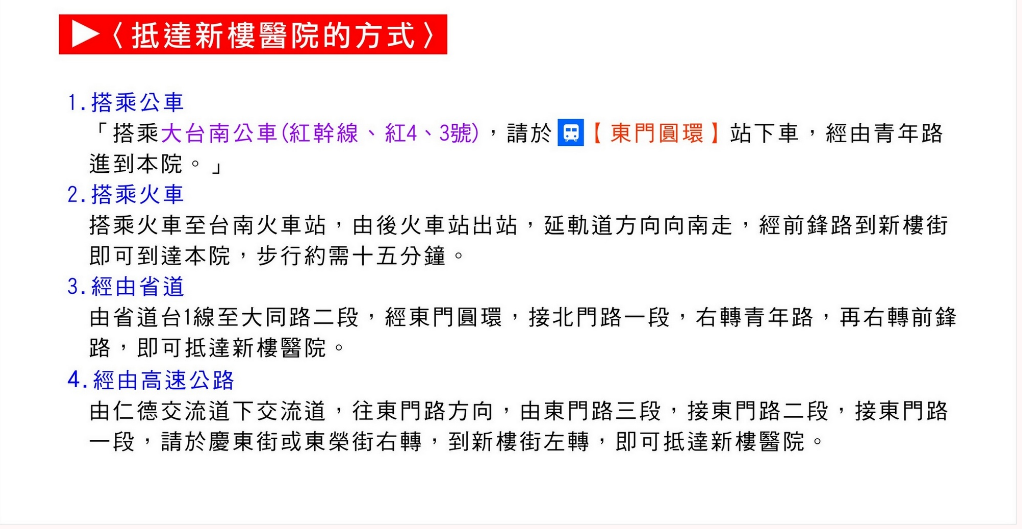 ▶〈抵達新樓醫院的方式〉
1.搭乘公車
「搭乘大台南公車(紅幹線、紅4、3號)，請於【東門圓環】站下車，經由青年路
進到本院。」
2.搭乘火車
搭乘火車至台南火車站，由後火車站出站，延軌道方向向南走，經前鋒路到新樓街
即可到達本院，步行約需十五分鐘。
3.經由省道
由省道台1線至大同路二段，經東門圓環，接北門路一段，右轉青年路，再右轉前鋒
路，即可抵達新樓醫院。
4.經由高速公路
由仁德交流道下交流道，往東門路方向，由東門路三段，接東門路二段，接東門路
一段，請於慶東街或東榮街右轉，到新樓街左轉，即可抵達新樓醫院。